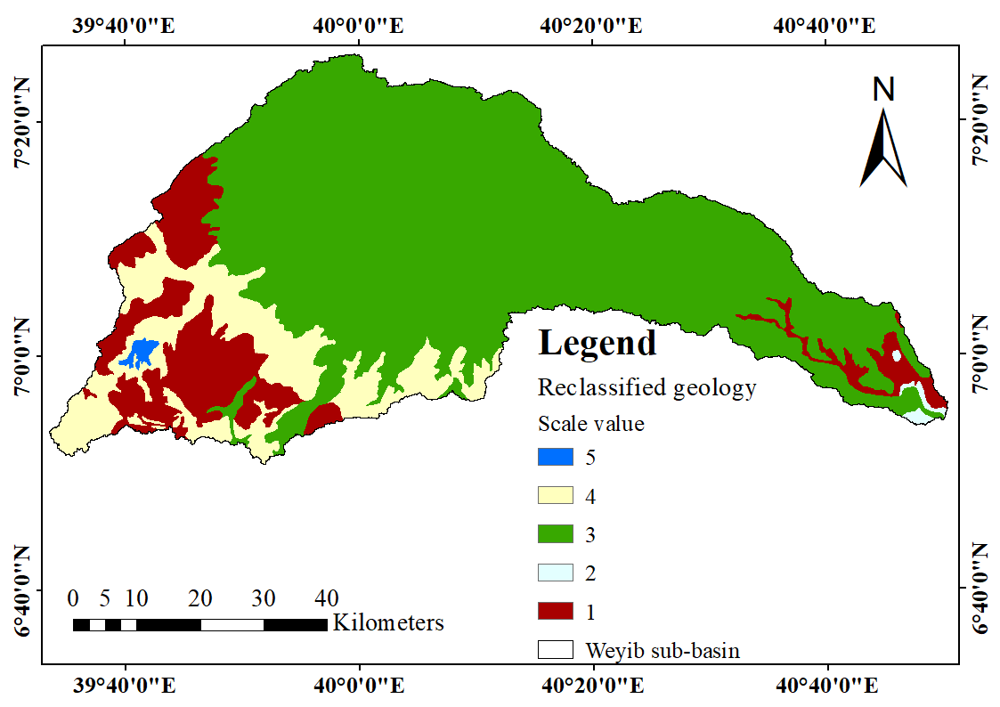 39°40'0"E 40°0'0"E 40°20'0"E 40°40'0"E
N
7°20'0"N 7°20'0"N
7°0'0"N 7°0'0"N
6°40'0"N 6°40'0"N
Legend
Reclassified geology
Scale value
5
4
3
2
1
Weyib sub-basin
0 5 10 20 30 40
Kilometers
39°40'0"E 40°0'0"E 40°20'0"E 40°40'0"E